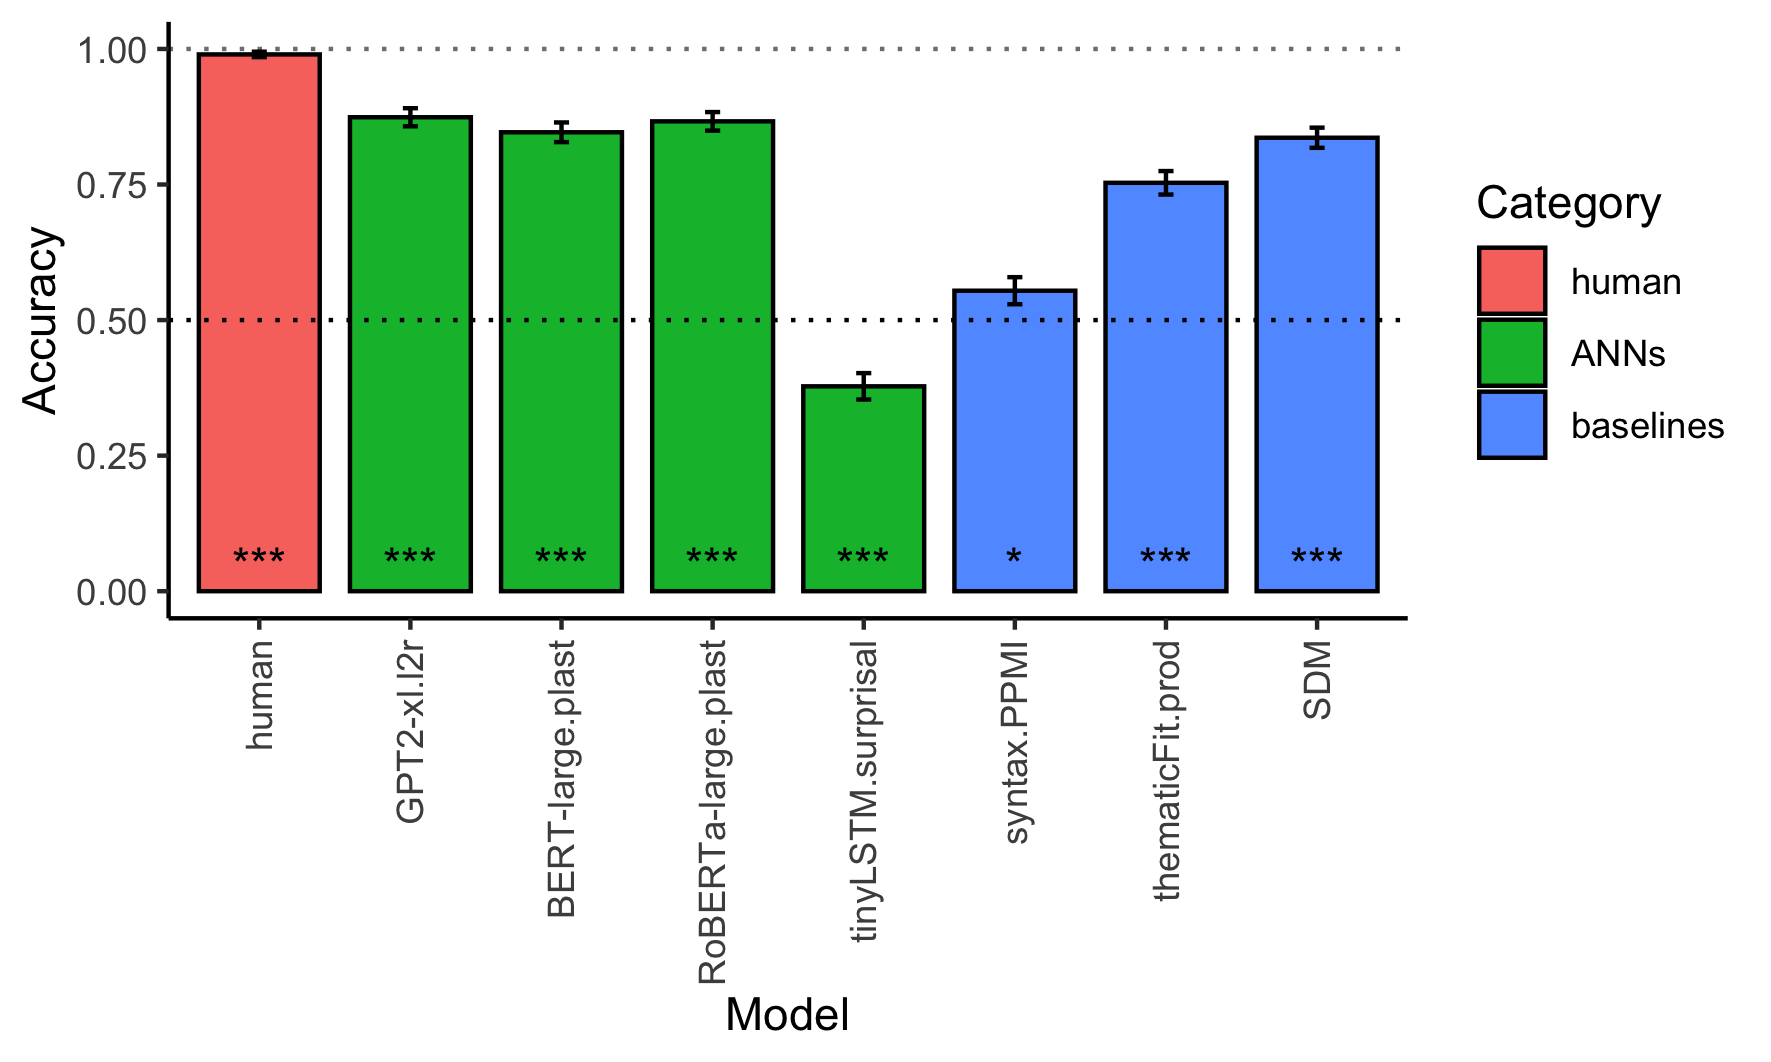 1.00
0.75
0.50
0.25
0.00
Accuracy
***
***
***
***
***
*
***
***
human
GPT2-xl.l2r
BERT-large.plast
RoBERTa-large.plast
tinyLSTM.surprisal
syntax.PPMI
thematicFit.prod
SDM
Model
Category
human
ANNs
baselines